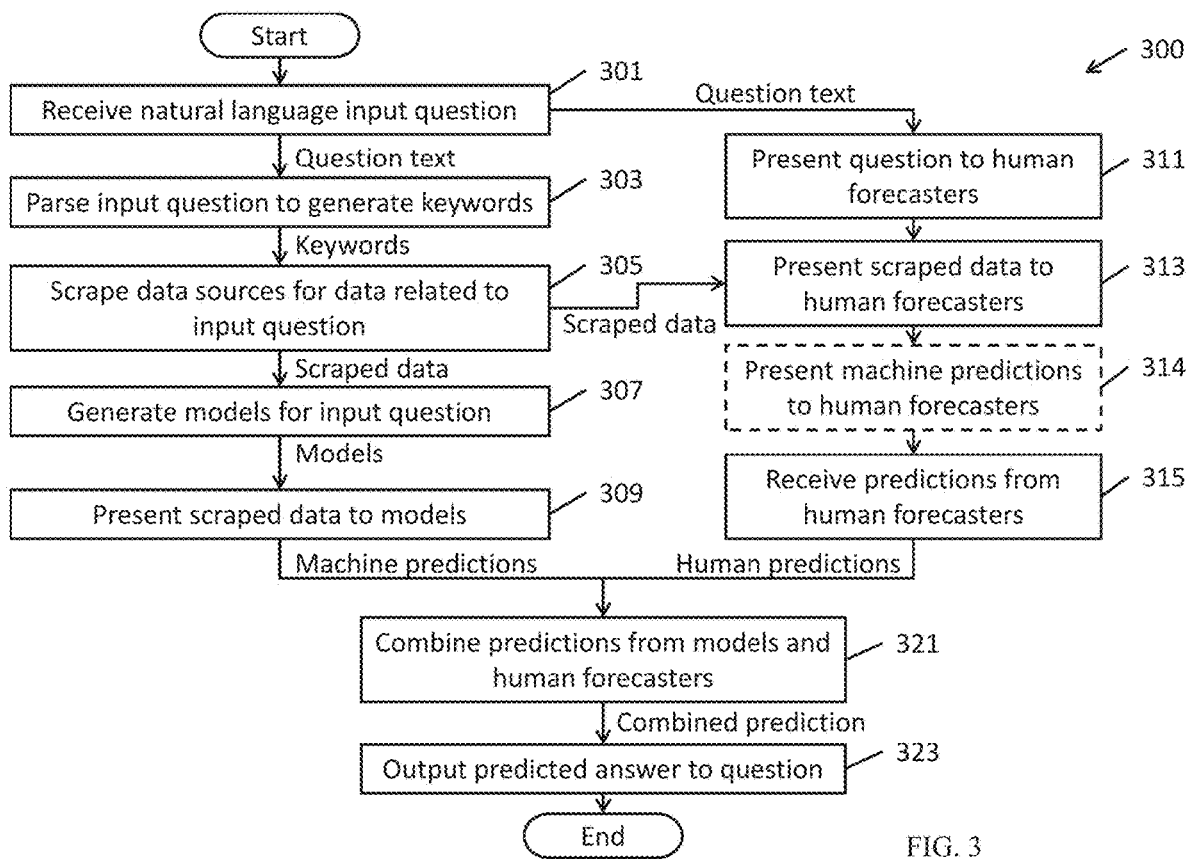 Start
300
301
Receive natural language input question
Question text
Question text
303
Parse input question to generate keywords
Present question to human
forecasters
311
Keywords
305
Scrape data sources for data related to
input question
Scraped data
Present scraped data to
human forecasters
313
Scraped data
307
Generate models for input question
Present machine predictions
to human forecasters
314
Models
309
Present scraped data to models
Receive predictions from
human forecasters
315
Machine predictions
Human predictions
Combine predictions from models and
human forecasters
321
Combined prediction
323
Output predicted answer to question
End
FIG. 3